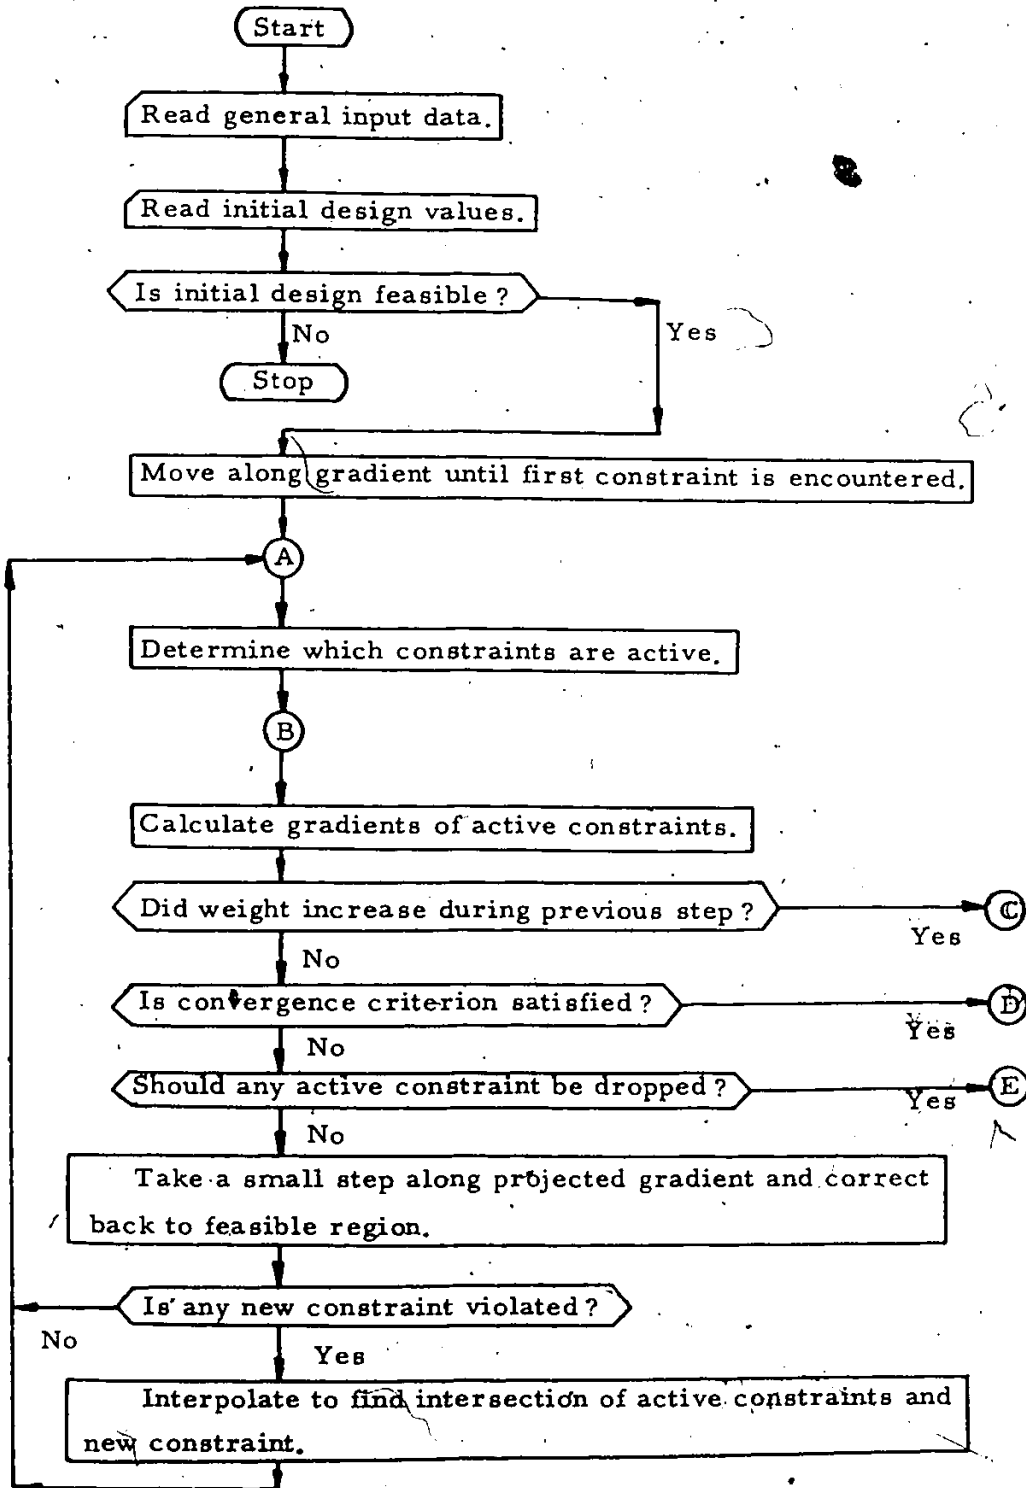 Start
Read general input data.
Read initial design values.
Is initial design feasible?
No
Yes
Stop
Move along gradient until first constraint is encountered.
A
Determine which constraints are active.
B
Calculate gradients of active constraints.
Did weight increase during previous step?
C
Yes
No
Is convergence criterion satisfied?
D
Yes
No
Should any active constraint be dropped?
E
Yes
No
Take a small step along projected gradient and correct
back to feasible region.
Is any new constraint violated?
No
Yes
Interpolate to find intersection of active constraints and
new constraint.